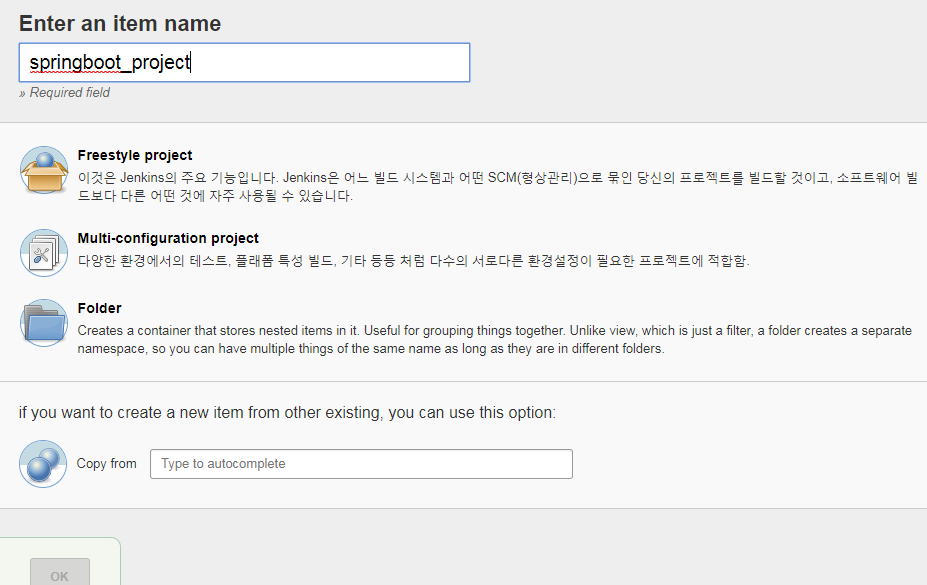 Enter an item name
springboot_project
» Required field
Freestyle project
이것은 Jenkins의 주요 기능입니다. Jenkins은 어느 빌드 시스템과 어떤 SCM(형상관리)으로 묶인 당신의 프로젝트를 빌드할 것이고, 소프트웨어 빌
드보다 다른 어떤 것에 자주 사용될 수 있습니다.
Multi-configuration project
다양한 환경에서의 테스트, 플래폼 특성 빌드, 기타 등등 처럼 다수의 서로다른 환경설정이 필요한 프로젝트에 적합함.
Folder
Creates a container that stores nested items in it. Useful for grouping things together. Unlike view, which is just a filter, a folder creates a separate
namespace, so you can have multiple things of the same name as long as they are in different folders.
if you want to create a new item from other existing, you can use this option:
Copy from
Type to autocomplete
OK